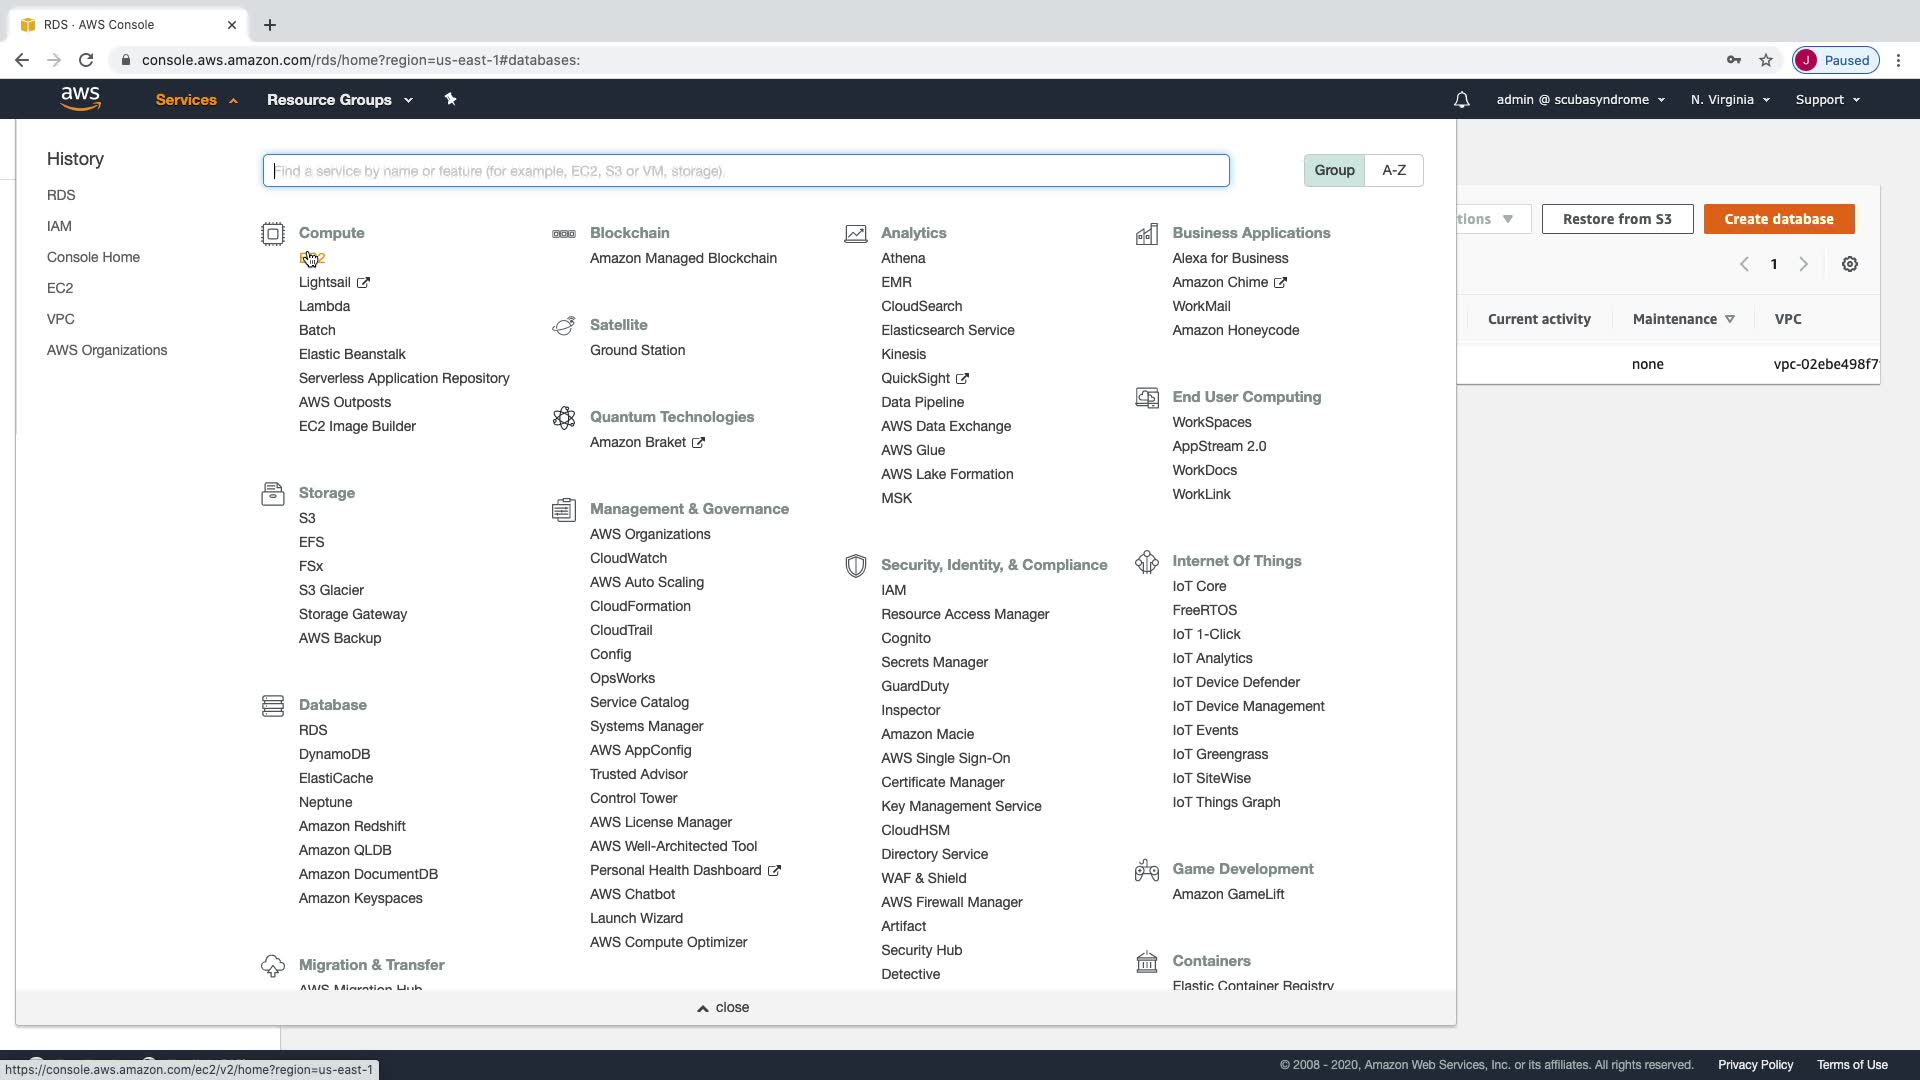 RDS · AWS Console
console.aws.amazon.com/rds/home?region=us-east-1#databases:
J Paused
aws
Services
Resource Groups
admin @ scubasyndrome
N. Virginia
Support
History
RDS
IAM
Console Home
EC2
VPC
AWS Organizations
Find a service by name or feature (for example, EC2, S3 or VM, storage).
Group
A-Z
Compute
Lightsail
Lambda
Batch
Elastic Beanstalk
Serverless Application Repository
AWS Outposts
EC2 Image Builder
Storage
S3
EFS
FSx
S3 Glacier
Storage Gateway
AWS Backup
Database
RDS
DynamoDB
ElastiCache
Neptune
Amazon Redshift
Amazon QLDB
Amazon DocumentDB
Amazon Keyspaces
Migration & Transfer
AWS Migration Hub
Blockchain
Amazon Managed Blockchain
Satellite
Ground Station
Quantum Technologies
Amazon Braket
Management & Governance
AWS Organizations
CloudWatch
AWS Auto Scaling
CloudFormation
CloudTrail
Config
OpsWorks
Service Catalog
Systems Manager
AWS AppConfig
Trusted Advisor
Control Tower
AWS License Manager
AWS Well-Architected Tool
Personal Health Dashboard
AWS Chatbot
Launch Wizard
AWS Compute Optimizer
Analytics
Athena
EMR
CloudSearch
Elasticsearch Service
Kinesis
QuickSight
Data Pipeline
AWS Data Exchange
AWS Glue
AWS Lake Formation
MSK
Security, Identity, & Compliance
IAM
Resource Access Manager
Cognito
Secrets Manager
GuardDuty
Inspector
Amazon Macie
AWS Single Sign-On
Certificate Manager
Key Management Service
CloudHSM
Directory Service
WAF & Shield
AWS Firewall Manager
Artifact
Security Hub
Detective
Business Applications
Alexa for Business
Amazon Chime
WorkMail
Amazon Honeycode
End User Computing
WorkSpaces
AppStream 2.0
WorkDocs
WorkLink
Internet Of Things
IoT Core
FreeRTOS
IoT 1-Click
IoT Analytics
IoT Device Defender
IoT Device Management
IoT Events
IoT Greengrass
IoT SiteWise
IoT Things Graph
Game Development
Amazon GameLift
Containers
Elastic Container Registry
close
tions
Restore from S3
Create database
1
Current activity
Maintenance
VPC
none
vpc-02ebe498f7
https://console.aws.amazon.com/ec2/v2/home?region=us-east-1
© 2008 - 2020, Amazon Web Services, Inc. or its affiliates. All rights reserved.
Privacy Policy
Terms of Use